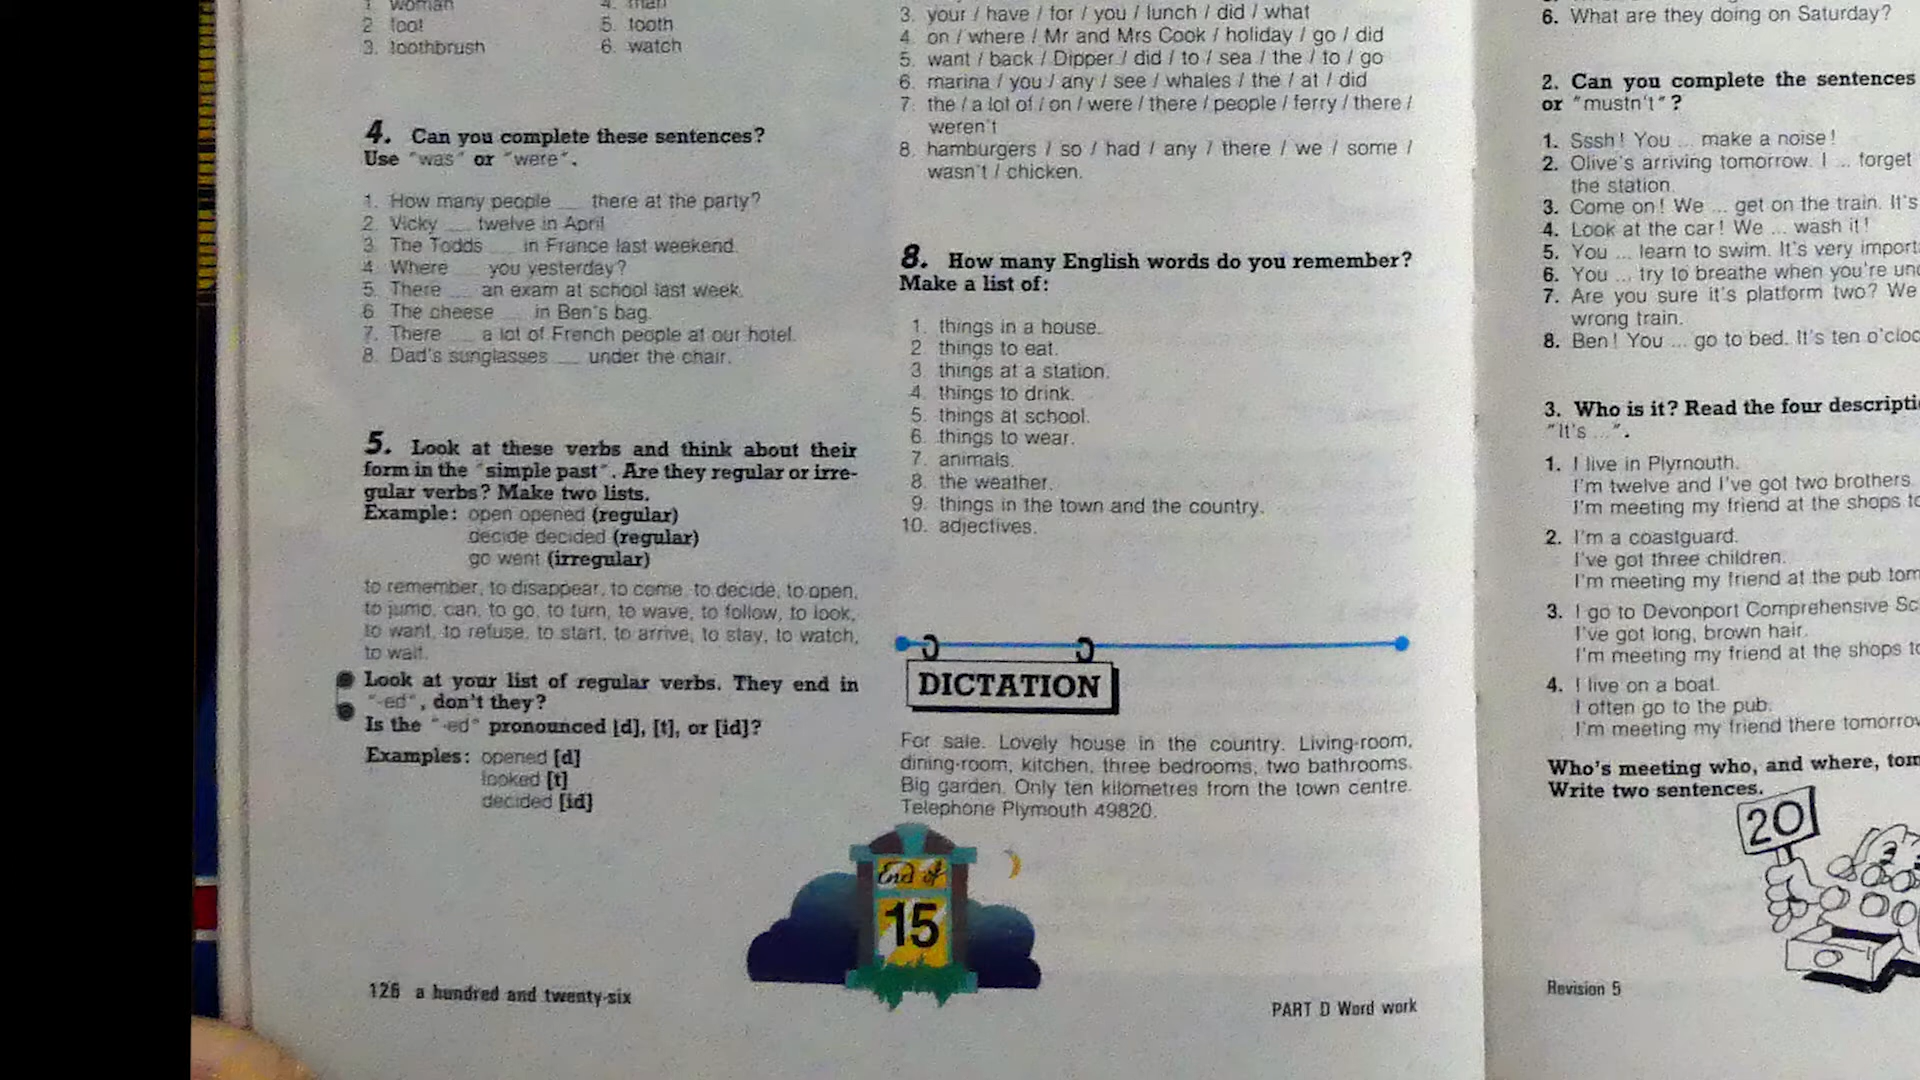 1. woman
2 foot
3. toothbrush
4. man
5. tooth
6. watch
4. Can you complete these sentences?
Use "was" or "were".
1. How many people ... there at the party?
2. Vicky ... twelve in April
3 The Todds ... in France last weekend.
4 Where ... you yesterday?
5. There ... an exam at school last week.
6 The cheese ... in Ben's bag.
7. There ... a lot of French people at our hotel.
8. Dad's sunglasses ... under the chair.
5. Look at these verbs and think about their
form in the "simple past". Are they regular or irre-
gular verbs? Make two lists.
Example: open opened (regular)
decide decided (regular)
go went (irregular)
to remember, to disappear, to come, to decide, to open,
to jump, can, to go, to turn, to wave, to follow, to look,
to want, to refuse, to start, to arrive, to stay, to watch,
to wait.
Look at your list of regular verbs. They end in
"-ed", don't they?
Is the "-ed" pronounced [d], [t], or [id]?
Examples: opened [d]
looked [t]
decided [id]
126 a hundred and twenty-six
3. your / have / for / you / lunch / did / what
4. on / where / Mr and Mrs Cook / holiday / go / did
5. want / back / Dipper / did / to / sea / the / to / go
6. marina / you / any / see / whales / the / at / did
7. the / a lot of / on / were / there / people / ferry / there /
weren't
8. hamburgers / so / had / any / there / we / some /
wasn't / chicken.
8. How many English words do you remember?
Make a list of:
1. things in a house.
2. things to eat.
3 things at a station.
4. things to drink.
5. things at school.
6. things to wear.
7. animals.
8. the weather.
9. things in the town and the country.
10. adjectives.
DICTATION
For sale. Lovely house in the country. Living-room,
dining-room, kitchen, three bedrooms, two bathrooms.
Big garden. Only ten kilometres from the town centre.
Telephone Plymouth 49820.
End of
15
PART D Word work
6. What are they doing on Saturday?
2. Can you complete the sentences
or "mustn't"?
1. Sssh! You ... make a noise!
2. Olive's arriving tomorrow. I ... forget
the station.
3. Come on! We ... get on the train. It's
4. Look at the car! We ... wash it!
5. You ... learn to swim. It's very
6. You ... try to breathe when you're
7. Are you sure it's platform two? We
wrong train.
8. Ben! You ... go to bed. It's ten
3. Who is it? Read the four
"It's ...".
1. I live in Plymouth.
I'm twelve and I've got two brothers.
I'm meeting my friend at the shops
2. I'm a coastguard.
I've got three children.
I'm meeting my friend at the pub
3. I go to Devonport Comprehensive
I've got long, brown hair.
I'm meeting my friend at the shops
4. I live on a boat.
I often go to the pub.
I'm meeting my friend there
Who's meeting who, and where,
Write two sentences.
20
Revision 5